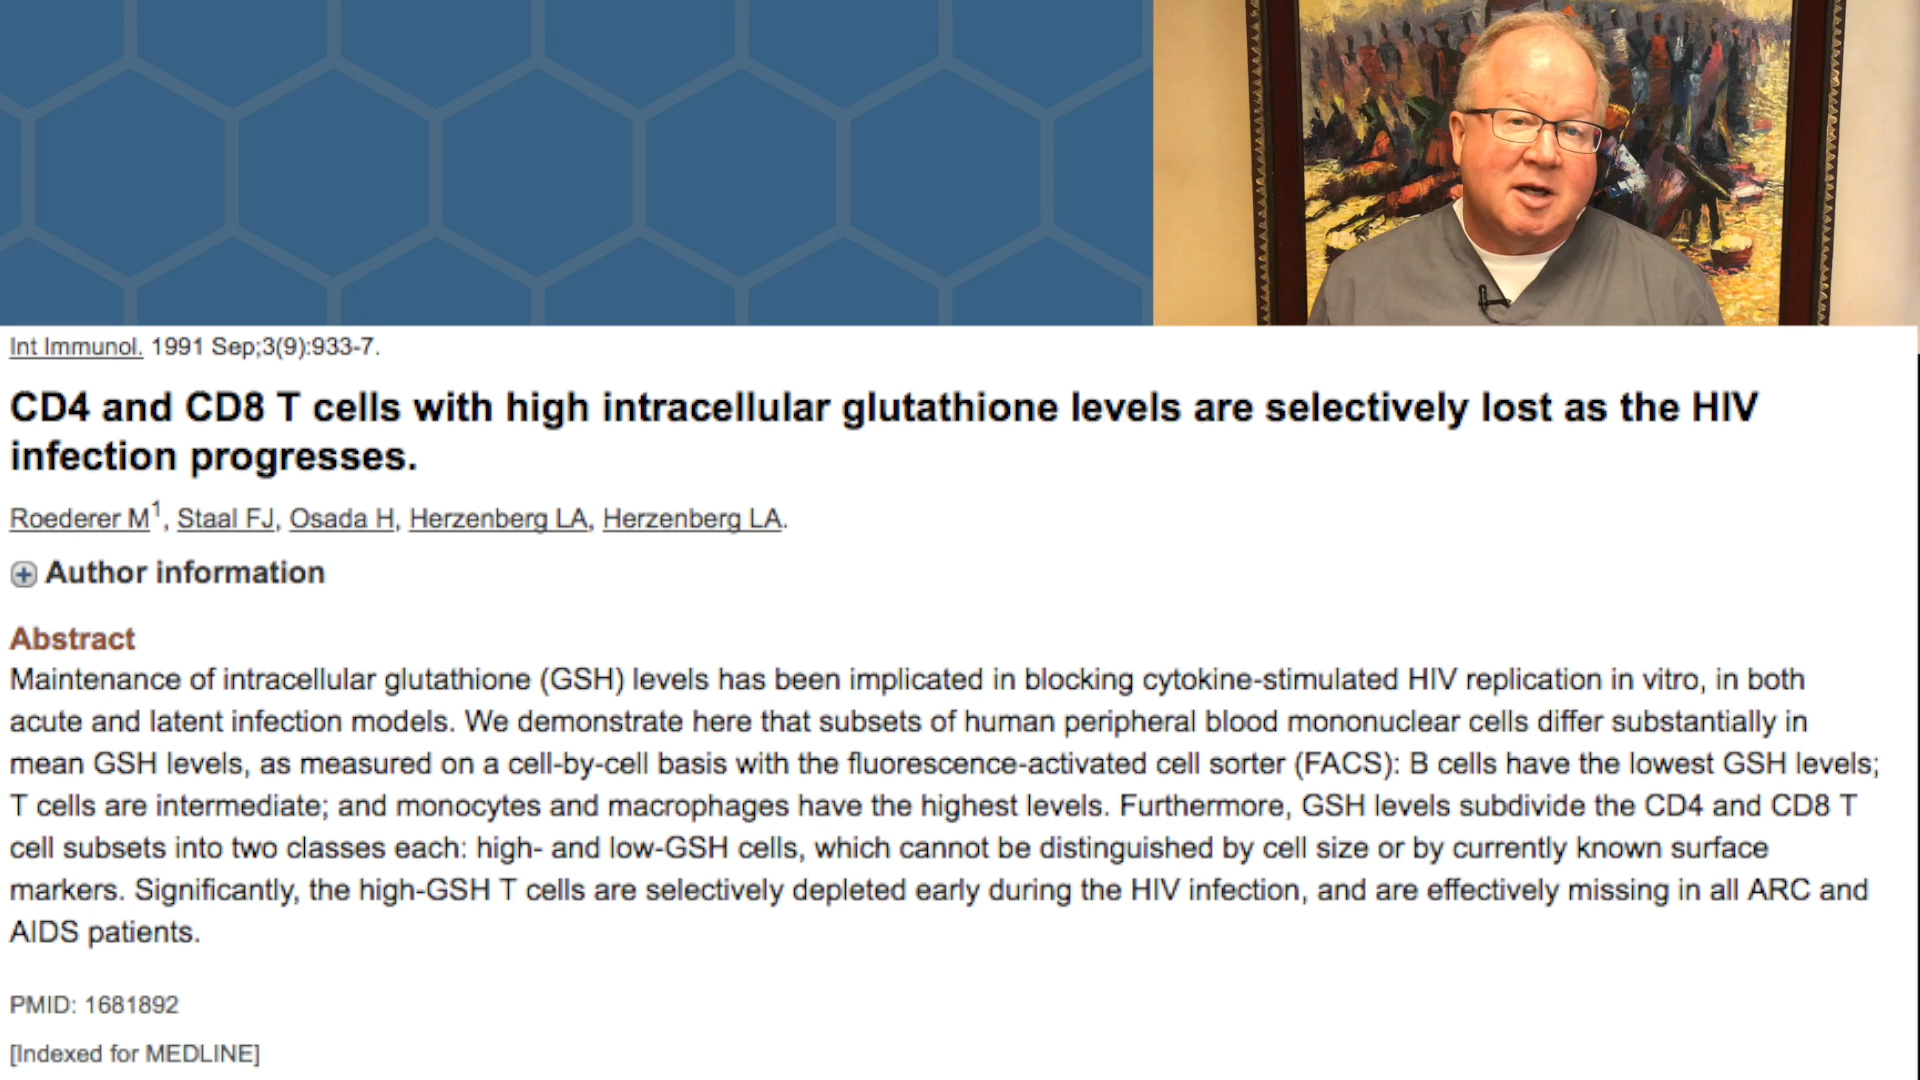 Int Immunol. 1991 Sep;3(9):933-7.
CD4 and CD8 T cells with high intracellular glutathione levels are selectively lost as the HIV
infection progresses.
Roederer M1, Staal FJ, Osada H, Herzenberg LA, Herzenberg LA.
Author information
Abstract
Maintenance of intracellular glutathione (GSH) levels has been implicated in blocking cytokine-stimulated HIV replication in vitro, in both
acute and latent infection models. We demonstrate here that subsets of human peripheral blood mononuclear cells differ substantially in
mean GSH levels, as measured on a cell-by-cell basis with the fluorescence-activated cell sorter (FACS): B cells have the lowest GSH levels;
T cells are intermediate; and monocytes and macrophages have the highest levels. Furthermore, GSH levels subdivide the CD4 and CD8 T
cell subsets into two classes each: high- and low-GSH cells, which cannot be distinguished by cell size or by currently known surface
markers. Significantly, the high-GSH T cells are selectively depleted early during the HIV infection, and are effectively missing in all ARC and
AIDS patients.
PMID: 1681892
[Indexed for MEDLINE]